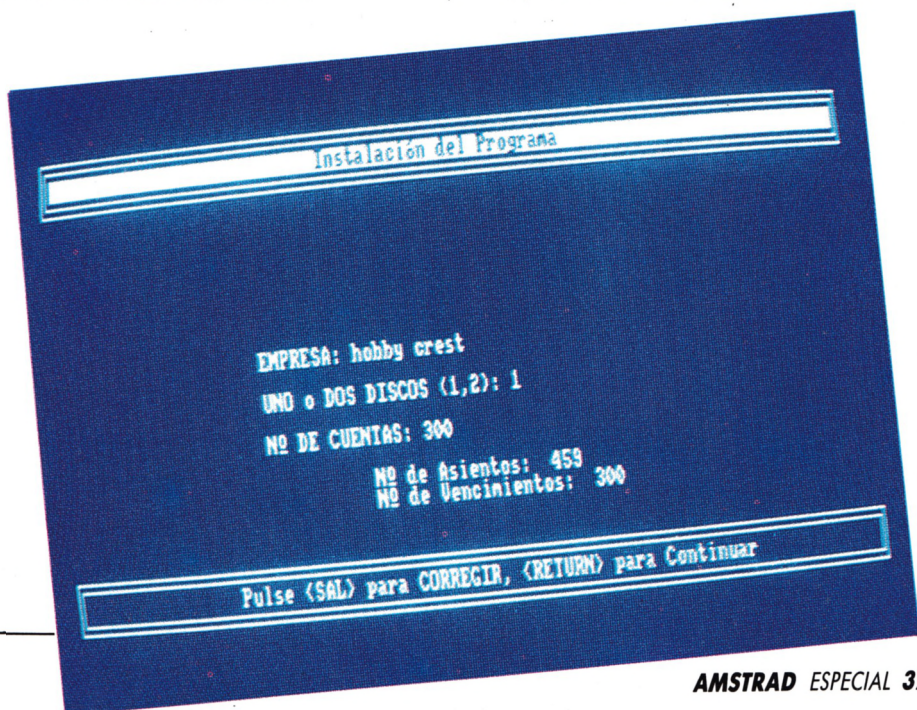 Instalación del Programa
EMPRESA: hobby crest
UNO o DOS DISCOS (1,2): 1
Nº DE CUENTAS: 300
Nº de Asientos: 459
Nº de Vencimientos: 300
Pulse <SAL> para CORREGIR, <RETURN> para Continuar
AMSTRAD ESPECIAL